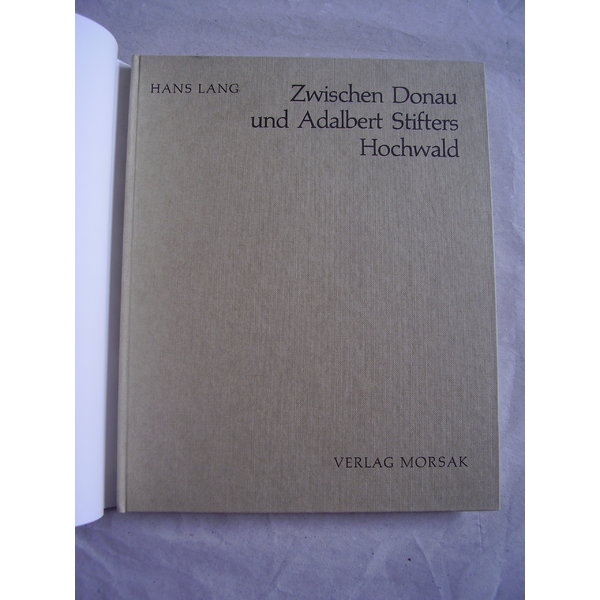 HANS LANG
Zwischen Donau
und Adalbert Stifters
Hochwald
VERLAG MORSAK